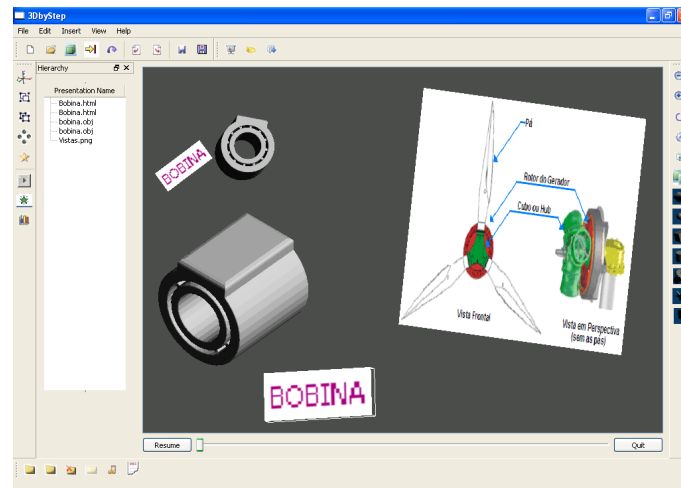 3DbyStep
File Edit Insert View Help
Hierarchy
Presentation Name
Bobina.html
Bobina.html
bobina.obj
bobina.obj
Vistas.png
BOBINA
BOBINA
Pá
Rotor do Gerador
Cubo ou Hub
Vista Frontal
Vista em Perspectiva
(sem as pás)
Resume
Quit